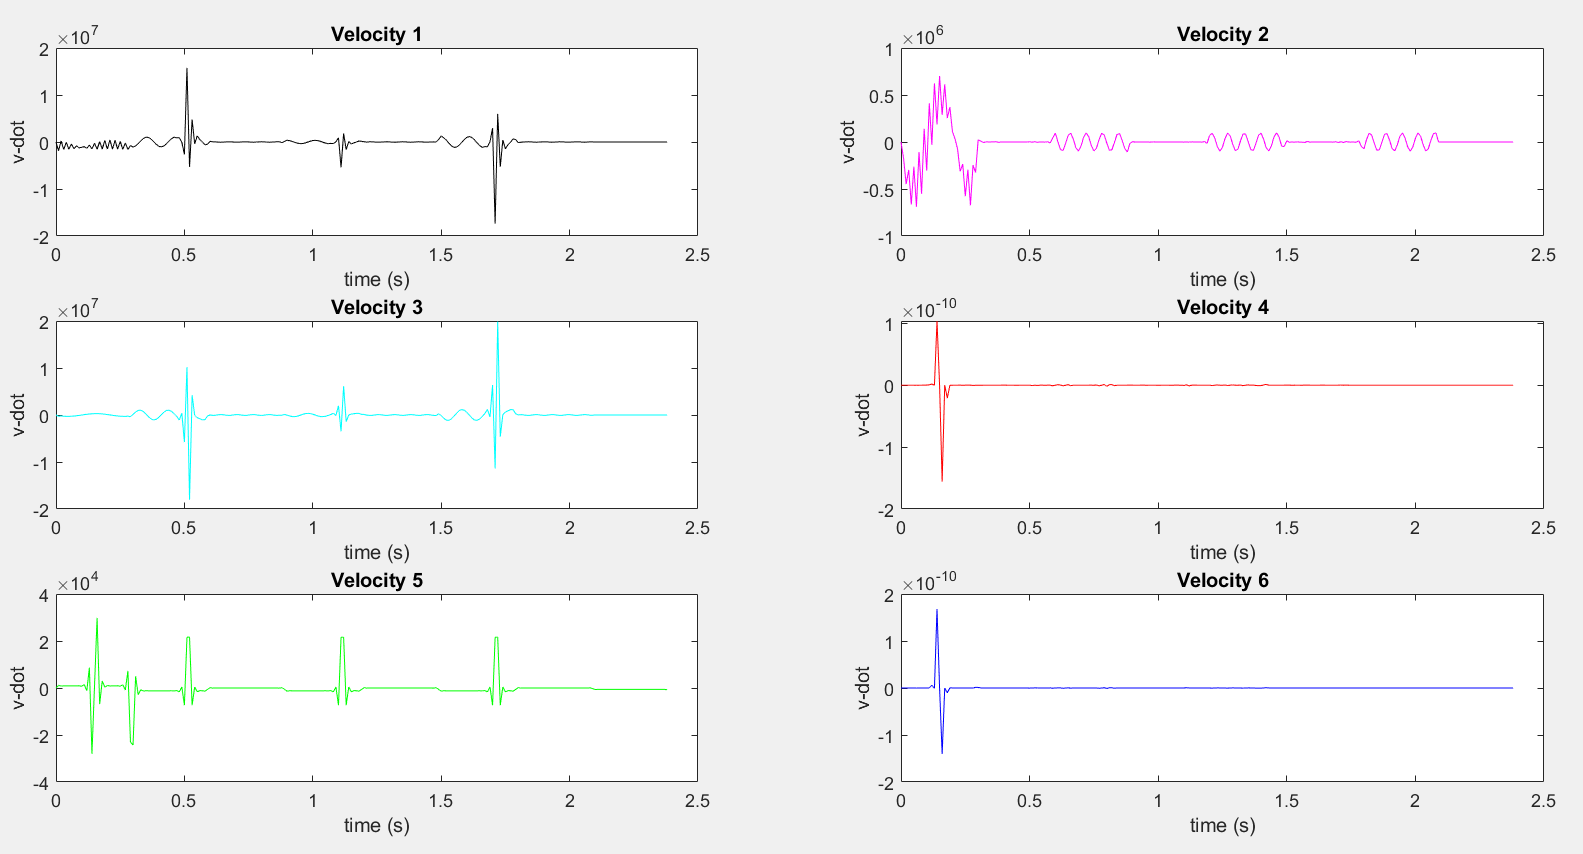 Velocity 1
×10^7
2
1
0
-1
-2
v-dot
0 0.5 1 1.5 2 2.5
time (s)
Velocity 2
×10^6
1
0.5
0
-0.5
-1
v-dot
0 0.5 1 1.5 2 2.5
time (s)
Velocity 3
×10^7
2
1
0
-1
-2
v-dot
0 0.5 1 1.5 2 2.5
time (s)
Velocity 4
×10^-10
1
0
-1
-2
v-dot
0 0.5 1 1.5 2 2.5
time (s)
Velocity 5
×10^4
4
2
0
-2
-4
v-dot
0 0.5 1 1.5 2 2.5
time (s)
Velocity 6
×10^-10
2
1
0
-1
-2
v-dot
0 0.5 1 1.5 2 2.5
time (s)